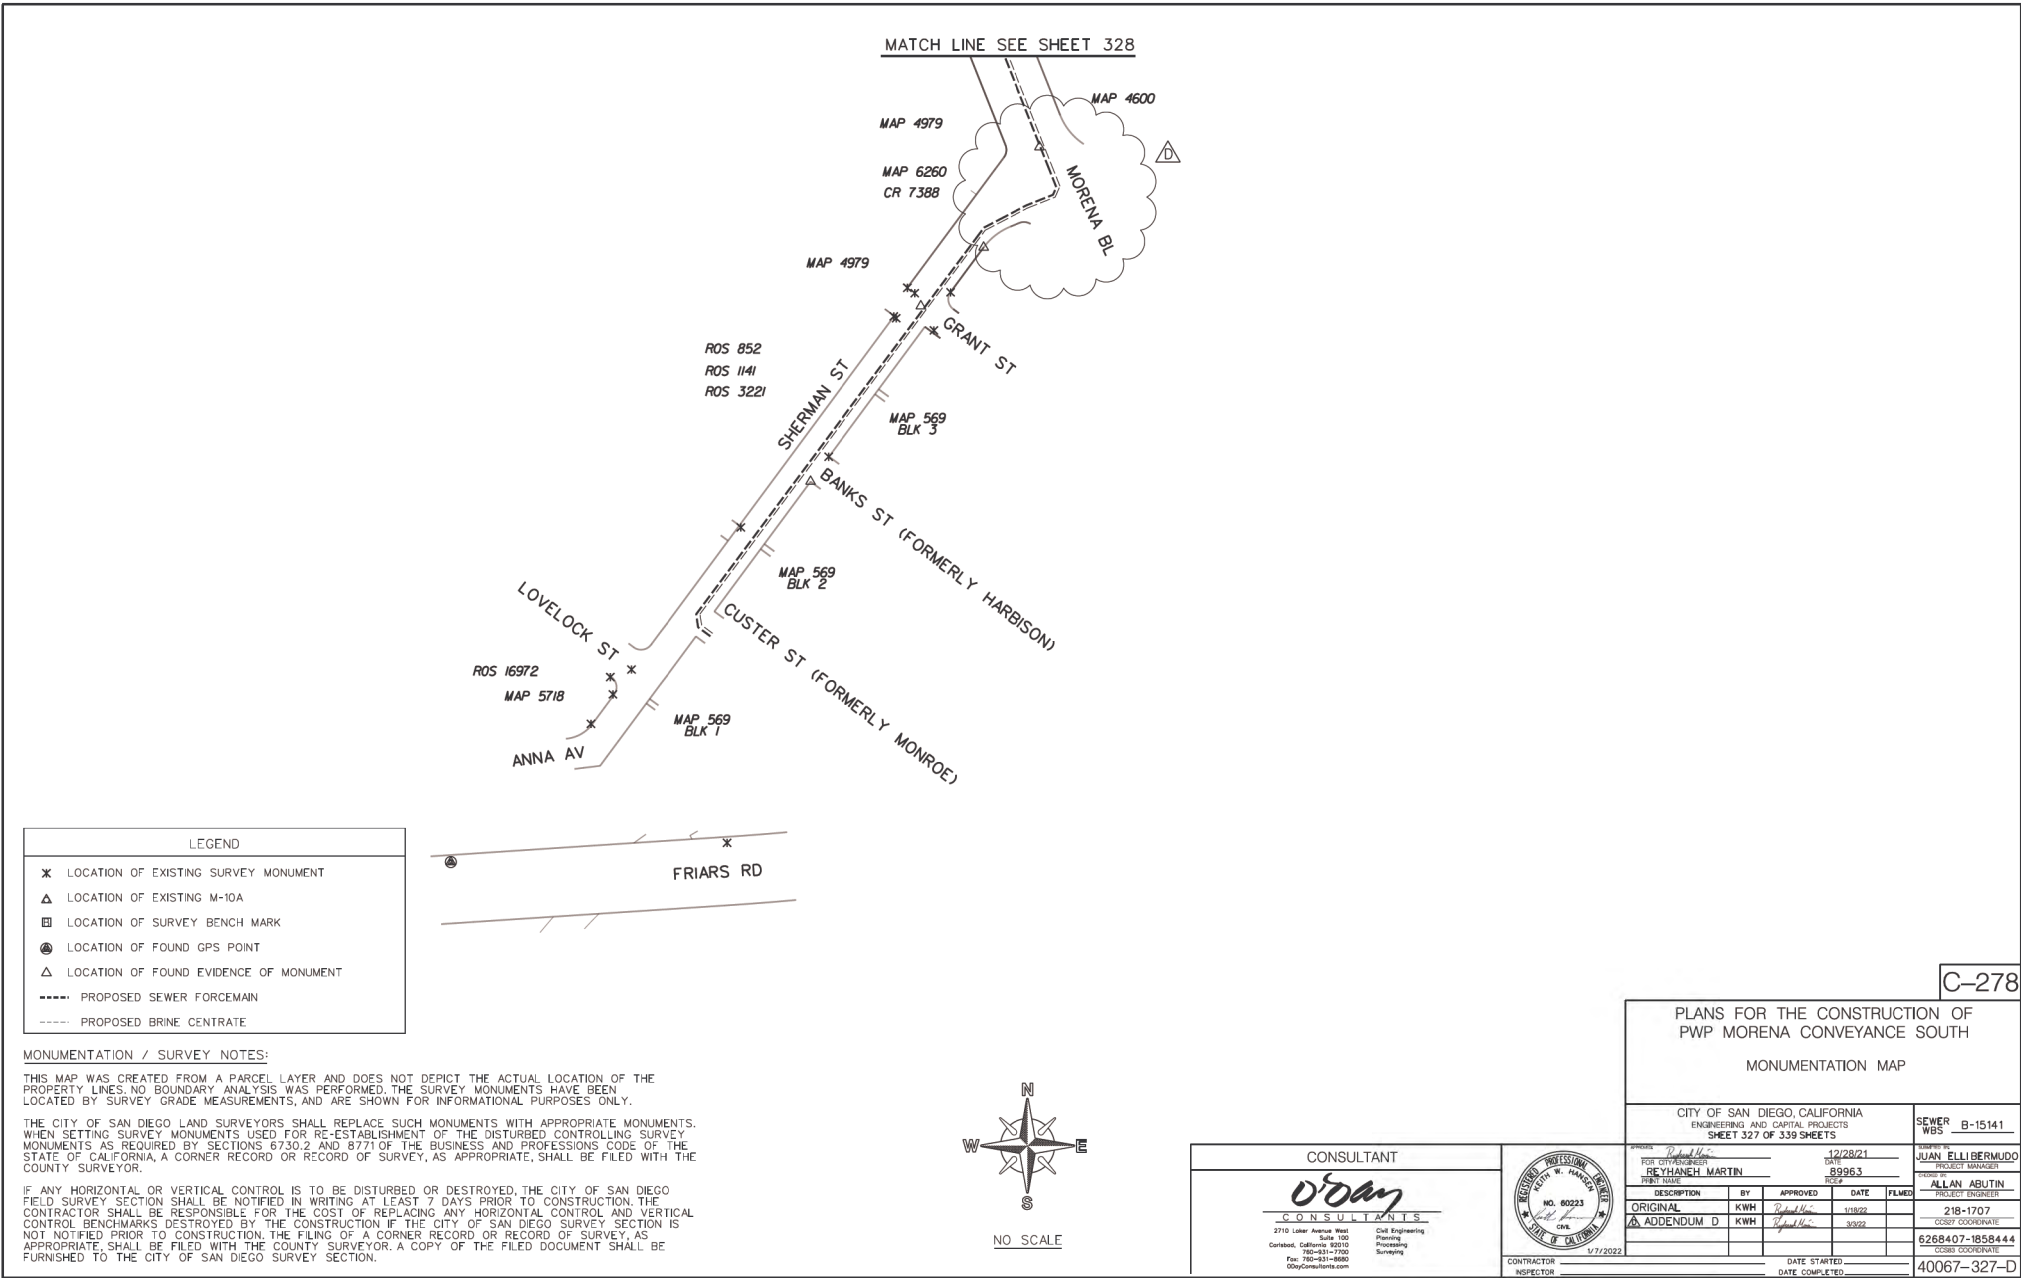 MATCH LINE SEE SHEET 328
MAP 4600
MAP 4979
D
MAP 6260
CR 7388
MORENA BL
MAP 4979
GRANT ST
ROS 852
ROS 1141
ROS 3221
SHERMAN ST
MAP 569
BLK 3
BANKS ST (FORMERLY HARBISON)
MAP 569
BLK 2
LOVELOCK ST
CUSTER ST (FORMERLY MONROE)
ROS 16972
MAP 5718
MAP 569
BLK 1
ANNA AV
FRIARS RD
LEGEND
LOCATION OF EXISTING SURVEY MONUMENT
LOCATION OF EXISTING M-10A
LOCATION OF SURVEY BENCH MARK
LOCATION OF FOUND GPS POINT
LOCATION OF FOUND EVIDENCE OF MONUMENT
PROPOSED SEWER FORCEMAIN
PROPOSED BRINE CENTRATE
MONUMENTATION / SURVEY NOTES:
THIS MAP WAS CREATED FROM A PARCEL LAYER AND DOES NOT DEPICT THE ACTUAL LOCATION OF THE
PROPERTY LINES. NO BOUNDARY ANALYSIS WAS PERFORMED. THE SURVEY MONUMENTS HAVE BEEN
LOCATED BY SURVEY GRADE MEASUREMENTS, AND ARE SHOWN FOR INFORMATIONAL PURPOSES ONLY.
THE CITY OF SAN DIEGO LAND SURVEYORS SHALL REPLACE SUCH MONUMENTS WITH APPROPRIATE MONUMENTS.
WHEN SETTING SURVEY MONUMENTS USED FOR RE-ESTABLISHMENT OF THE DISTURBED CONTROLLING SURVEY
MONUMENTS AS REQUIRED BY SECTIONS 6730.2 AND 8771 OF THE BUSINESS AND PROFESSIONS CODE OF THE
STATE OF CALIFORNIA, A CORNER RECORD OR RECORD OF SURVEY, AS APPROPRIATE, SHALL BE FILED WITH THE
COUNTY SURVEYOR.
IF ANY HORIZONTAL OR VERTICAL CONTROL IS TO BE DISTURBED OR DESTROYED, THE CITY OF SAN DIEGO
FIELD SURVEY SECTION SHALL BE NOTIFIED IN WRITING AT LEAST 7 DAYS PRIOR TO CONSTRUCTION. THE
CONTRACTOR SHALL BE RESPONSIBLE FOR THE COST OF REPLACING ANY HORIZONTAL CONTROL AND VERTICAL
CONTROL BENCHMARKS DESTROYED BY THE CONSTRUCTION IF THE CITY OF SAN DIEGO SURVEY SECTION IS
NOT NOTIFIED PRIOR TO CONSTRUCTION. THE FILING OF A CORNER RECORD OR RECORD OF SURVEY, AS
APPROPRIATE, SHALL BE FILED WITH THE COUNTY SURVEYOR. A COPY OF THE FILED DOCUMENT SHALL BE
FURNISHED TO THE CITY OF SAN DIEGO SURVEY SECTION.
N
W E
S
NO SCALE
CONSULTANT
O'Day
CONSULTANTS
2710 Loker Avenue West
Suite 100
Carlsbad, California 92010
760-931-7700
Fax: 760-931-8680
ODayConsultants.com
Civil Engineering
Planning
Processing
Surveying
REGISTERED PROFESSIONAL ENGINEER
KEITH W. HANSEN
NO. 60223
CIVIL
STATE OF CALIFORNIA
1/7/2022
C-278
PLANS FOR THE CONSTRUCTION OF
PWP MORENA CONVEYANCE SOUTH
MONUMENTATION MAP
CITY OF SAN DIEGO, CALIFORNIA
ENGINEERING AND CAPITAL PROJECTS
SHEET 327 OF 339 SHEETS
SEWER WBS B-15141
APPROVED:
12/28/21
FOR CITY ENGINEER DATE
REYHANEH MARTIN 89963
PRINT NAME RCE#
SUBMITTED BY:
JUAN ELLI BERMUDO
PROJECT MANAGER
CHECKED BY:
ALLAN ABUTIN
PROJECT ENGINEER
DESCRIPTION BY APPROVED DATE FILMED
ORIGINAL KWH 1/18/22
D ADDENDUM D KWH 3/3/22
218-1707
CCS27 COORDINATE
6268407-1858444
CCS83 COORDINATE
CONTRACTOR DATE STARTED
INSPECTOR DATE COMPLETED
40067-327-D